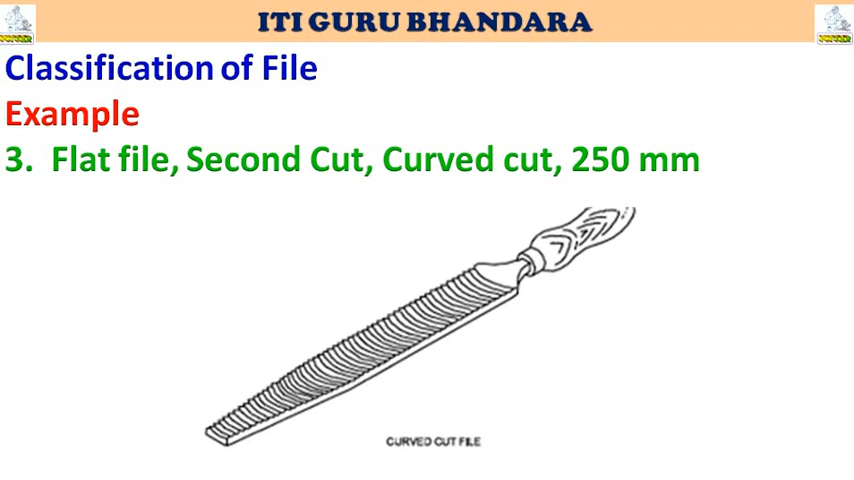 ITI GURU BHANDARA
Classification of File
Example
3. Flat file, Second Cut, Curved cut, 250 mm
CURVED CUT FILE